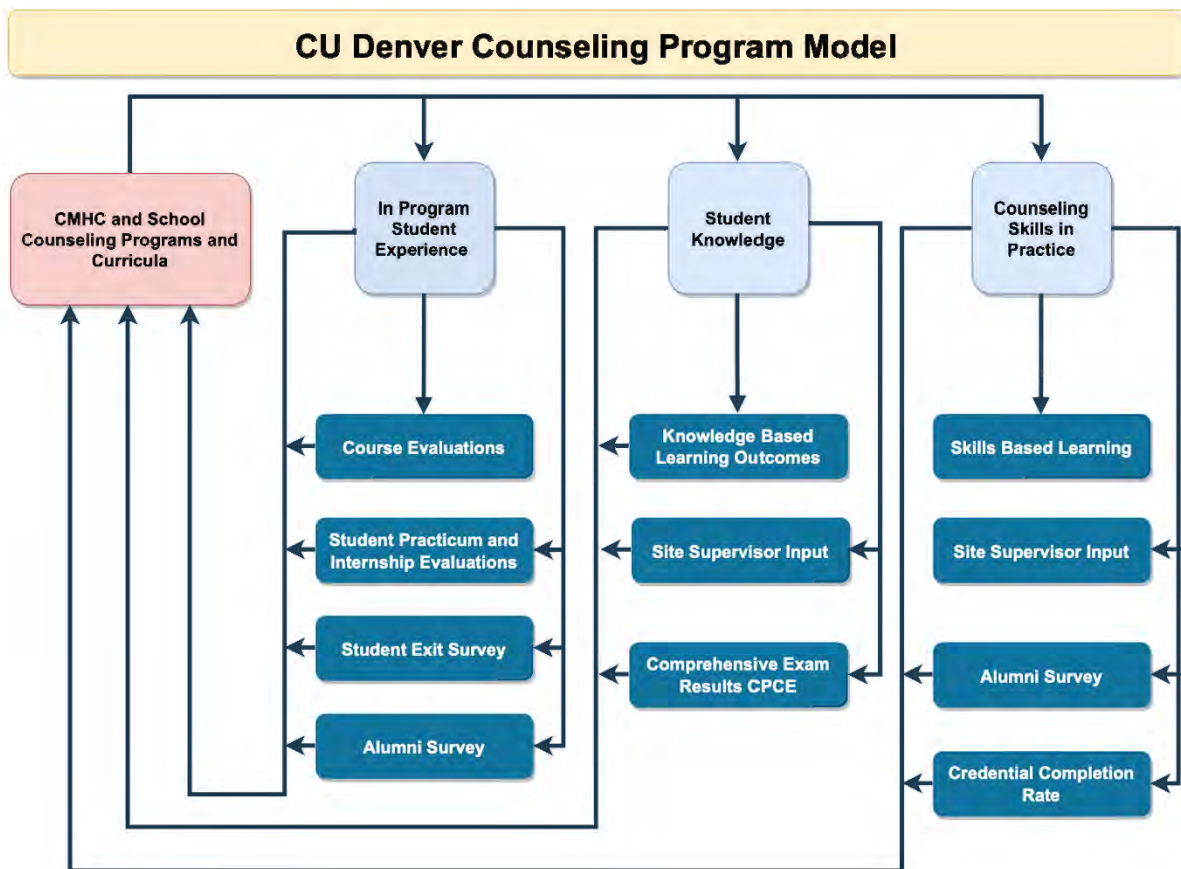 CU Denver Counseling Program Model
CMHC and School
Counseling Programs and
Curricula
In Program
Student
Experience
Student
Knowledge
Counseling
Skills in
Practice
Course Evaluations
Student Practicum and
Internship Evaluations
Student Exit Survey
Alumni Survey
Knowledge Based
Learning Outcomes
Site Supervisor Input
Comprehensive Exam
Results CPCE
Skills Based Learning
Site Supervisor Input
Alumni Survey
Credential Completion
Rate